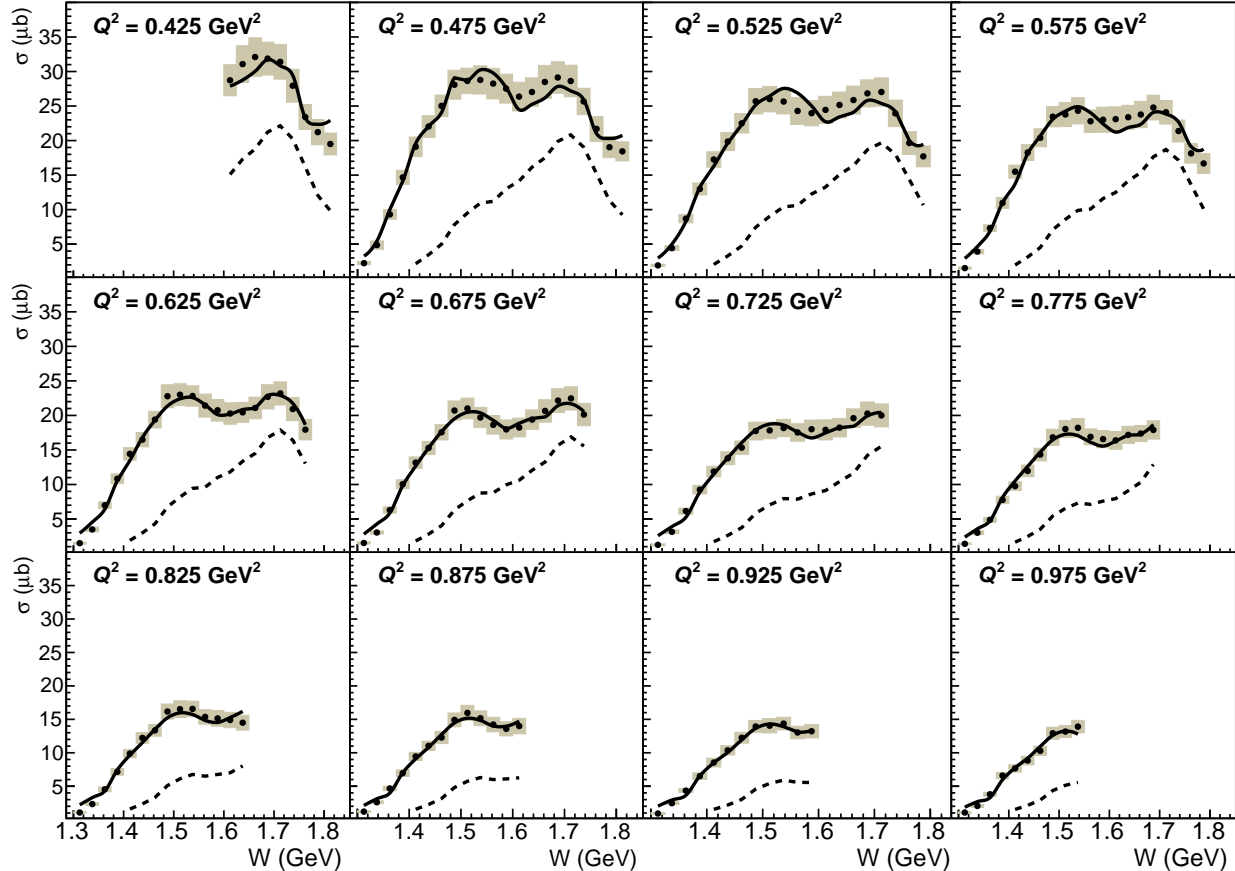 σ (μb)
Q² = 0.425 GeV²
Q² = 0.475 GeV²
Q² = 0.525 GeV²
Q² = 0.575 GeV²
35
30
25
20
15
10
5
σ (μb)
Q² = 0.625 GeV²
Q² = 0.675 GeV²
Q² = 0.725 GeV²
Q² = 0.775 GeV²
35
30
25
20
15
10
5
σ (μb)
Q² = 0.825 GeV²
Q² = 0.875 GeV²
Q² = 0.925 GeV²
Q² = 0.975 GeV²
35
30
25
20
15
10
5
1.3 1.4 1.5 1.6 1.7 1.8 1.4 1.5 1.6 1.7 1.8 1.4 1.5 1.6 1.7 1.8 1.4 1.5 1.6 1.7 1.8
W (GeV) W (GeV) W (GeV) W (GeV)